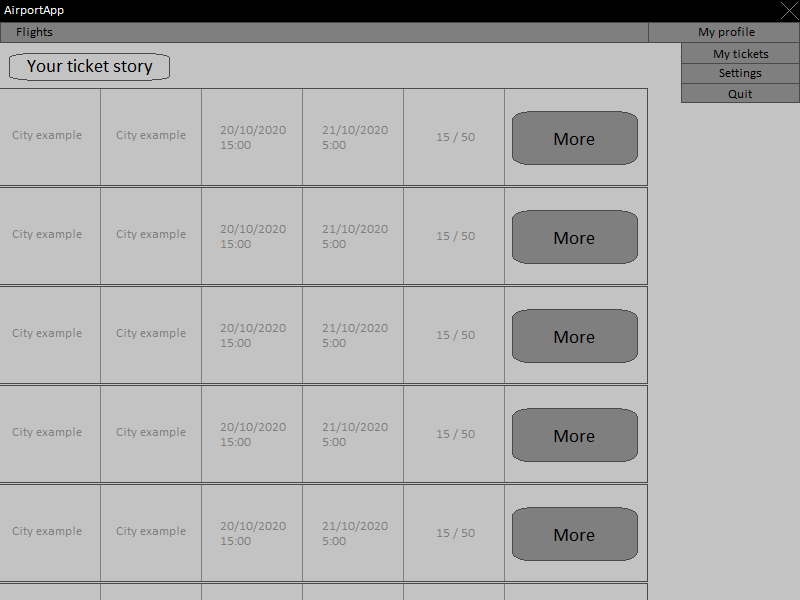 AirportApp
Flights
My profile
My tickets
Settings
Quit
Your ticket story
City example
City example
20/10/2020
15:00
21/10/2020
5:00
15 / 50
More
City example
City example
20/10/2020
15:00
21/10/2020
5:00
15 / 50
More
City example
City example
20/10/2020
15:00
21/10/2020
5:00
15 / 50
More
City example
City example
20/10/2020
15:00
21/10/2020
5:00
15 / 50
More
City example
City example
20/10/2020
15:00
21/10/2020
5:00
15 / 50
More